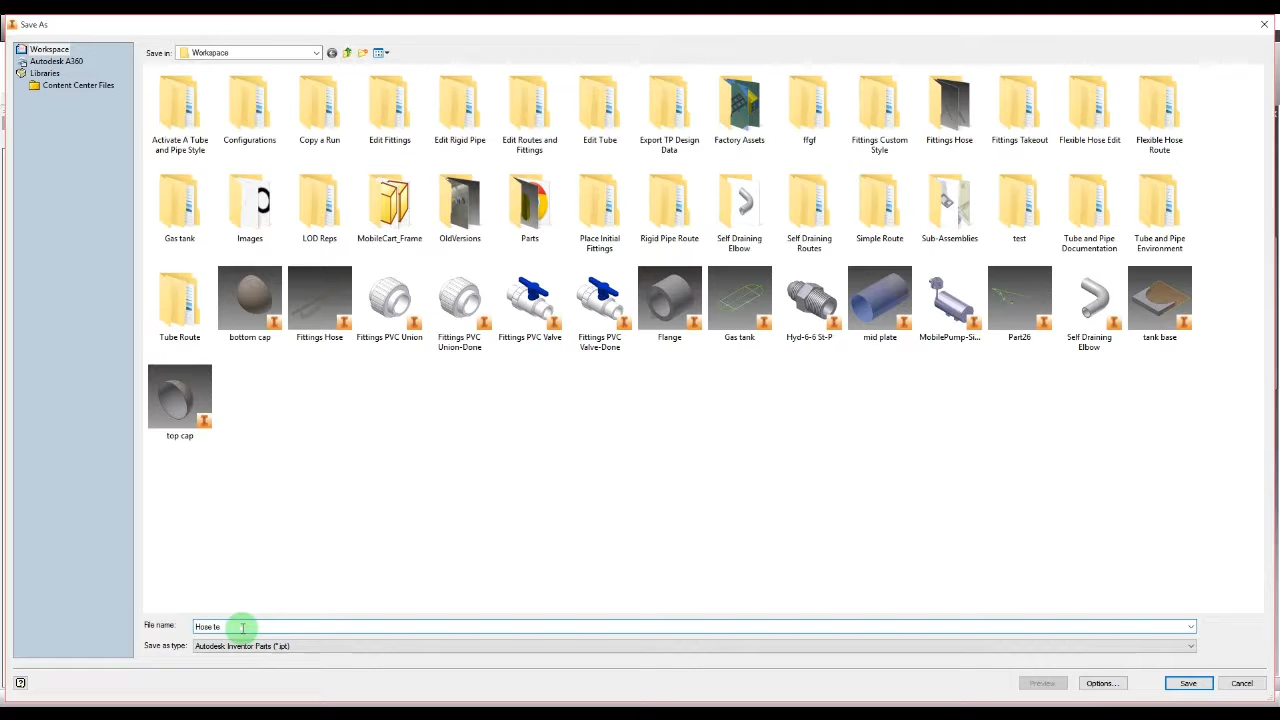 Save As
Workspace
Autodesk A360
Libraries
Content Center Files
Save in: Workspace
Activate A Tube
and Pipe Style
Configurations
Copy a Run
Edit Fittings
Edit Rigid Pipe
Edit Routes and
Fittings
Edit Tube
Export TP Design
Data
Factory Assets
ffgf
Fittings Custom
Style
Fittings Hose
Fittings Takeout
Flexible Hose Edit
Flexible Hose
Route
Gas tank
Images
LOD Reps
MobileCart_Frame
OldVersions
Parts
Place Initial
Fittings
Rigid Pipe Route
Self Draining
Elbow
Self Draining
Routes
Simple Route
Sub-Assemblies
test
Tube and Pipe
Documentation
Tube and Pipe
Environment
Tube Route
bottom cap
Fittings Hose
Fittings PVC Union
Fittings PVC
Union-Done
Fittings PVC Valve
Fittings PVC
Valve-Done
Flange
Gas tank
Hyd-6-6 St-P
mid plate
MobilePump-Si...
Part26
Self Draining
Elbow
tank base
top cap
File name: Hose te
Save as type: Autodesk Inventor Parts (*.ipt)
Preview
Options...
Save
Cancel